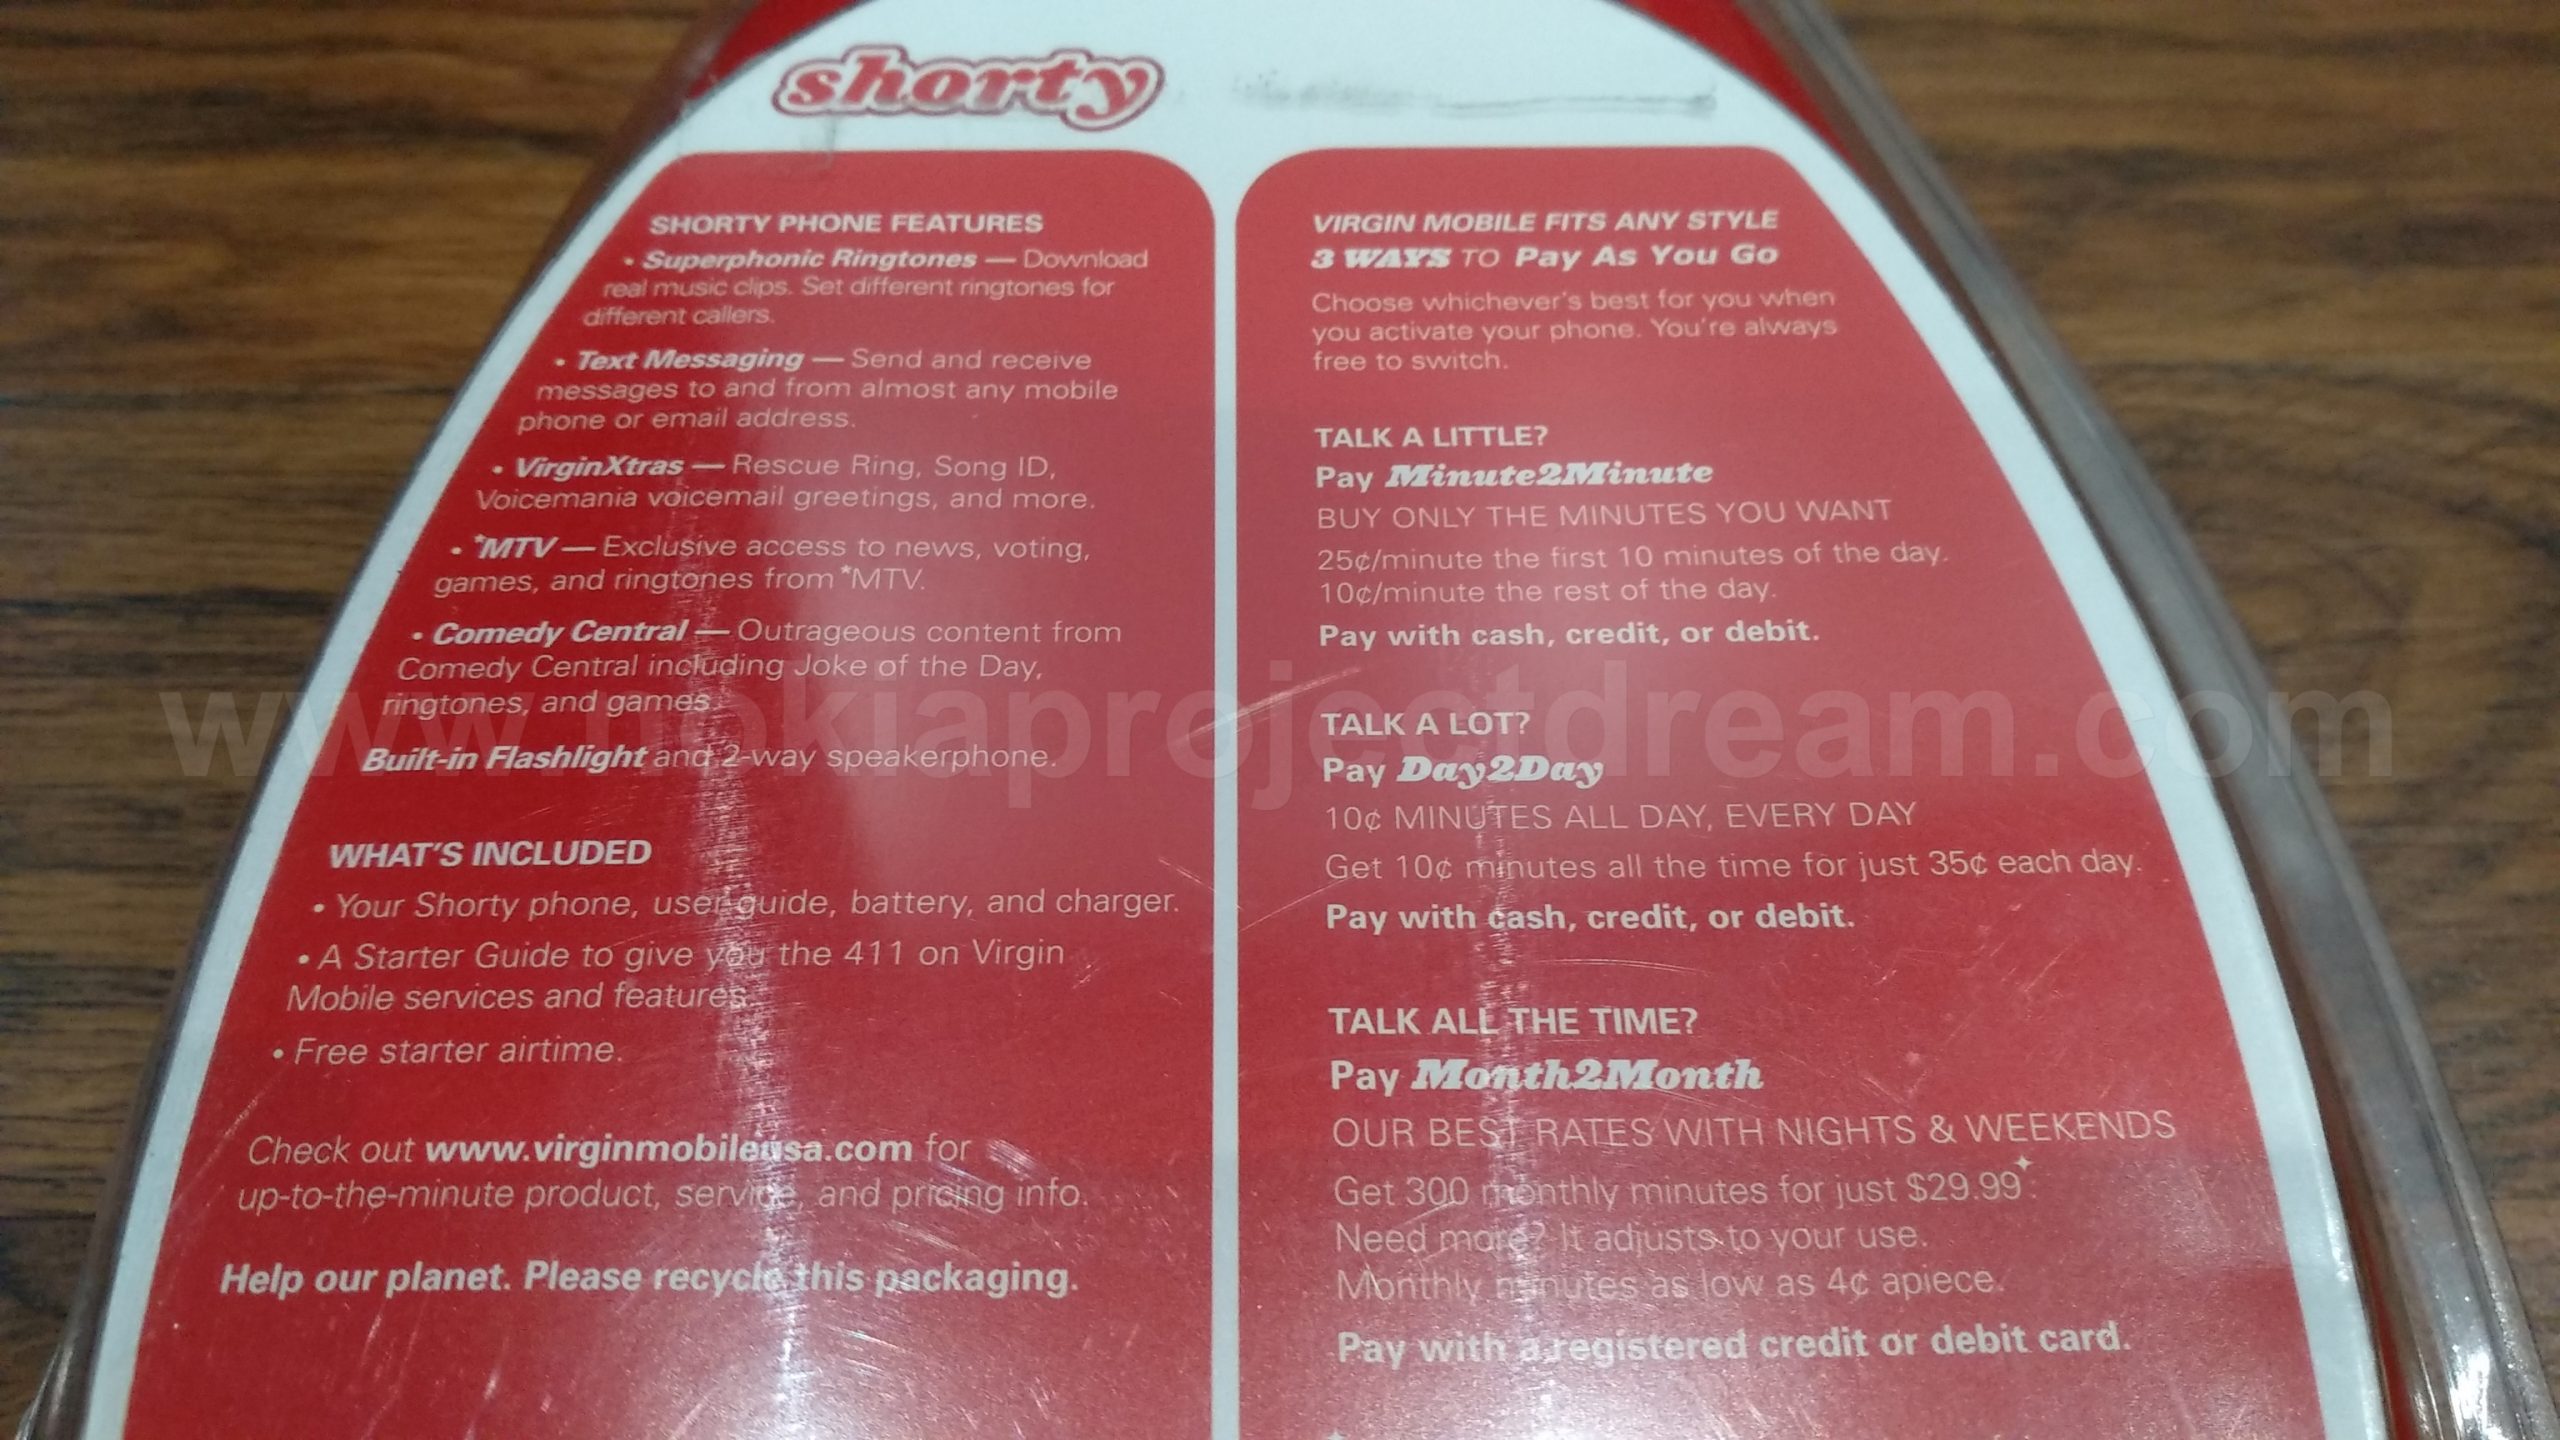 shorty
SHORTY PHONE FEATURES
• Superphonic Ringtones — Download
real music clips. Set different ringtones for
different callers.
• Text Messaging — Send and receive
messages to and from almost any mobile
phone or email address.
• VirginXtras — Rescue Ring, Song ID,
Voicemania voicemail greetings, and more.
• *MTV — Exclusive access to news, voting,
games, and ringtones from *MTV.
• Comedy Central — Outrageous content from
Comedy Central including Joke of the Day,
ringtones, and games.
Built-in Flashlight and 2-way speakerphone.
WHAT'S INCLUDED
• Your Shorty phone, user guide, battery, and charger.
• A Starter Guide to give you the 411 on Virgin
Mobile services and features.
• Free starter airtime.
Check out www.virginmobileusa.com for
up-to-the-minute product, service, and pricing info.
Help our planet. Please recycle this packaging.
VIRGIN MOBILE FITS ANY STYLE
3 WAYS TO Pay As You Go
Choose whichever's best for you when
you activate your phone. You're always
free to switch.
TALK A LITTLE?
Pay Minute2Minute
BUY ONLY THE MINUTES YOU WANT
25¢/minute the first 10 minutes of the day.
10¢/minute the rest of the day.
Pay with cash, credit, or debit.
TALK A LOT?
Pay Day2Day
10¢ MINUTES ALL DAY, EVERY DAY
Get 10¢ minutes all the time for just 35¢ each day.
Pay with cash, credit, or debit.
TALK ALL THE TIME?
Pay Month2Month
OUR BEST RATES WITH NIGHTS & WEEKENDS
Get 300 monthly minutes for just $29.99✦.
Need more? It adjusts to your use.
Monthly minutes as low as 4¢ apiece.
Pay with a registered credit or debit card.
www.nokiaprojectdream.com